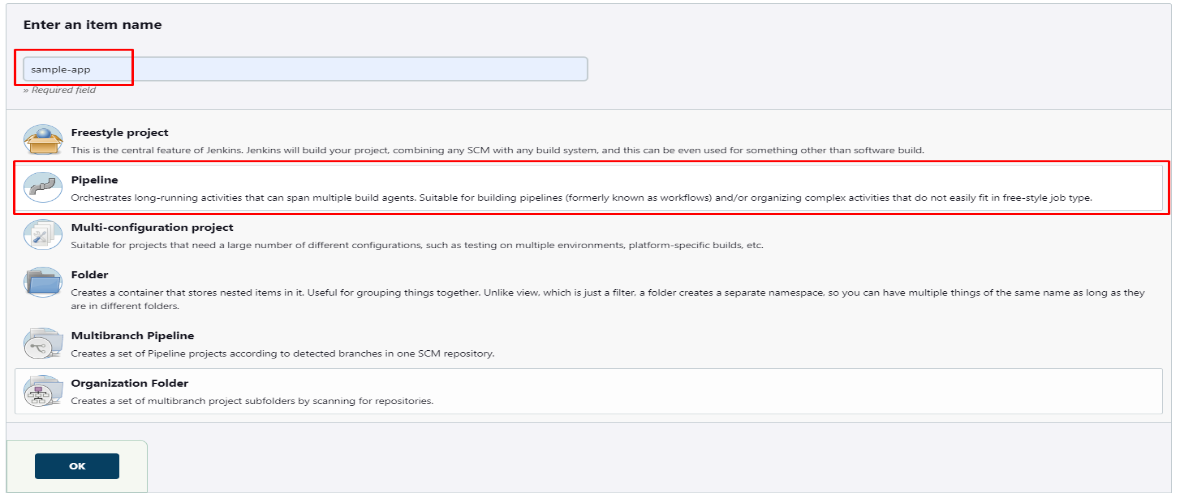 Enter an item name
sample-app
» Required field
Freestyle project
This is the central feature of Jenkins. Jenkins will build your project, combining any SCM with any build system, and this can be even used for something other than software build.
Pipeline
Orchestrates long-running activities that can span multiple build agents. Suitable for building pipelines (formerly known as workflows) and/or organizing complex activities that do not easily fit in free-style job type.
Multi-configuration project
Suitable for projects that need a large number of different configurations, such as testing on multiple environments, platform-specific builds, etc.
Folder
Creates a container that stores nested items in it. Useful for grouping things together. Unlike view, which is just a filter, a folder creates a separate namespace, so you can have multiple things of the same name as long as they
are in different folders.
Multibranch Pipeline
Creates a set of Pipeline projects according to detected branches in one SCM repository.
Organization Folder
Creates a set of multibranch project subfolders by scanning for repositories.
OK